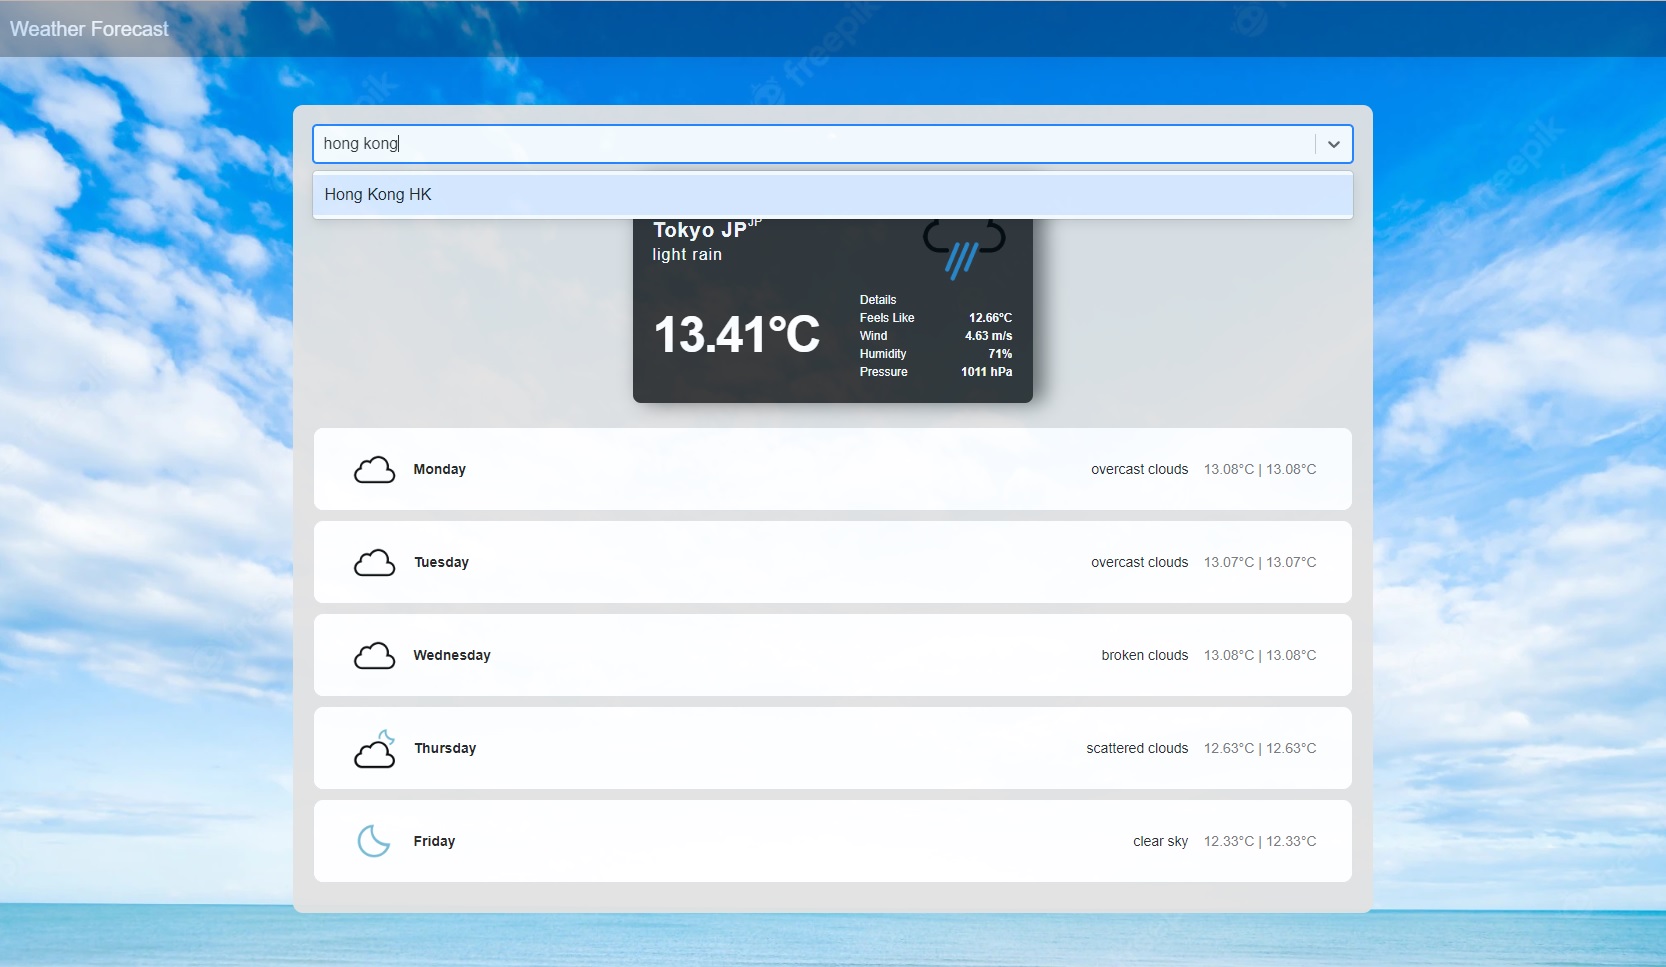 Weather Forecast
hong kong
Hong Kong HK
Tokyo JP JP
light rain
13.41°C
Details
Feels Like 12.66°C
Wind 4.63 m/s
Humidity 71%
Pressure 1011 hPa
Monday overcast clouds 13.08°C | 13.08°C
Tuesday overcast clouds 13.07°C | 13.07°C
Wednesday broken clouds 13.08°C | 13.08°C
Thursday scattered clouds 12.63°C | 12.63°C
Friday clear sky 12.33°C | 12.33°C
freepik
freepik